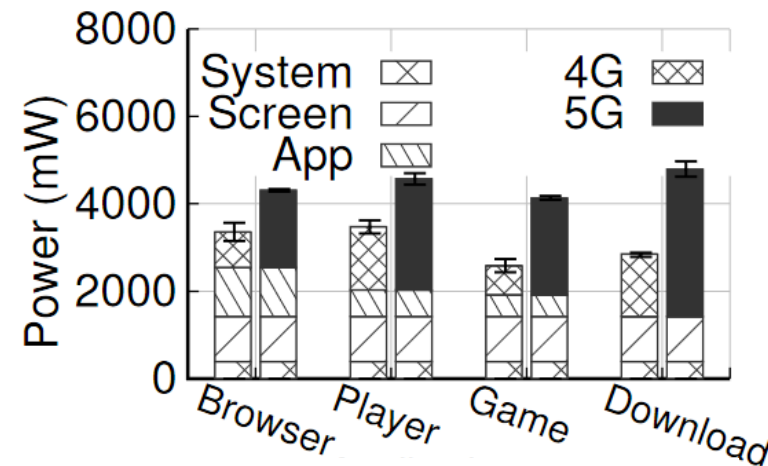 8000
6000
4000
2000
0
Power (mW)
System
Screen
App
4G
5G
Browser
Player
Game
Download